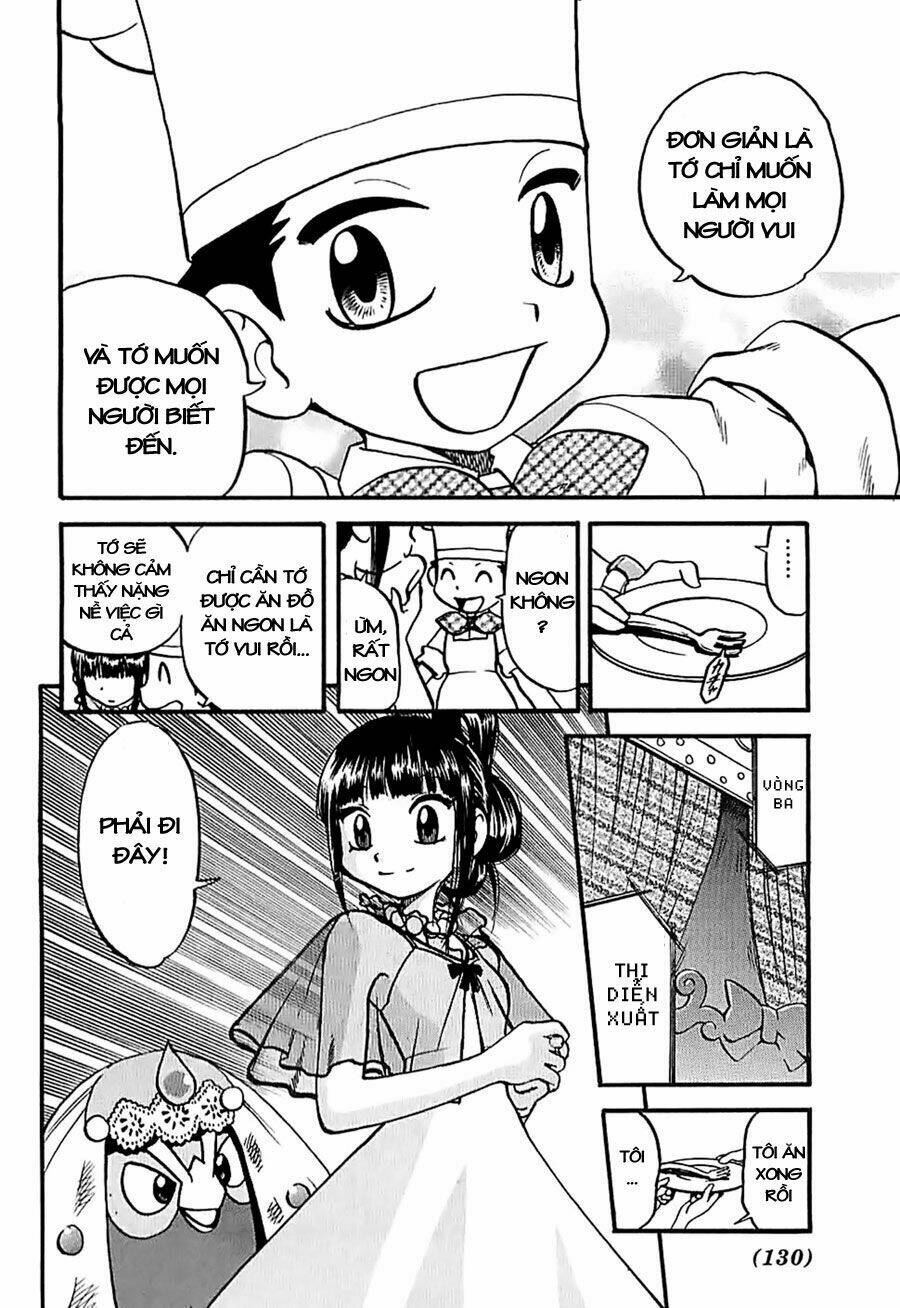 ĐƠN GIẢN LÀ
TỚ CHỈ MUỐN
LÀM MỌI
NGƯỜI VUI
VÀ TỚ MUỐN
ĐƯỢC MỌI
NGƯỜI BIẾT
ĐẾN.
......
NGON
KHÔNG
?
ỪM,
RẤT
NGON
CHỈ CẦN TỚ
ĐƯỢC ĂN ĐỒ
ĂN NGON LÀ
TỚ VUI RỒI...
TỚ SẼ
KHÔNG CẢM
THẤY NẶNG
NỀ VIỆC GÌ
CẢ
VÒNG
BA
THI
DIỄN
XUẤT
TÔI ĂN
XONG
RỒI
TÔI
...
PHẢI ĐI
ĐÂY!
(130)